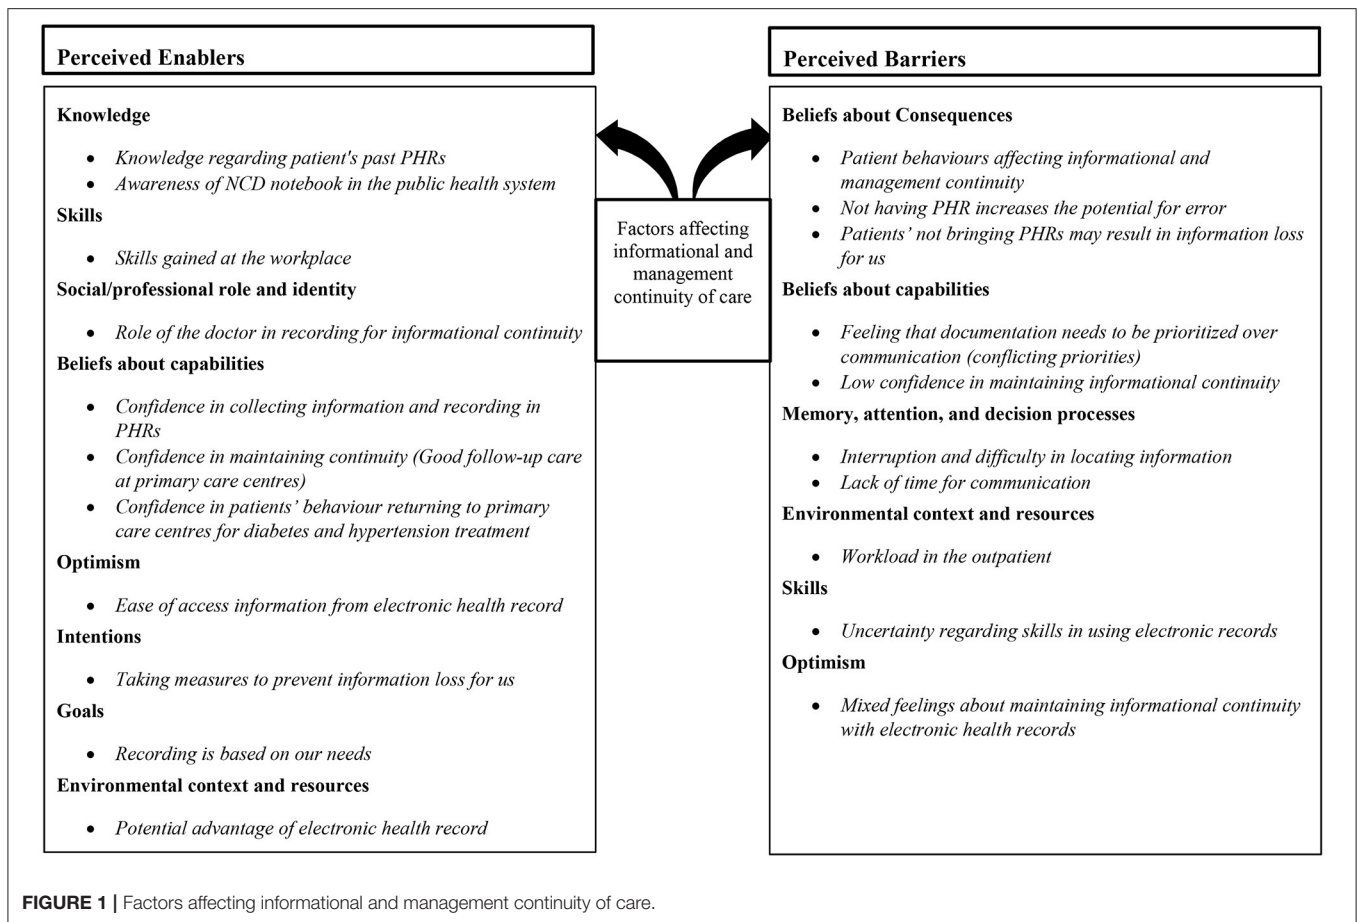 Perceived Enablers
Knowledge
• Knowledge regarding patient's past PHRs
• Awareness of NCD notebook in the public health system
Skills
• Skills gained at the workplace
Social/professional role and identity
• Role of the doctor in recording for informational continuity
Beliefs about capabilities
• Confidence in collecting information and recording in
PHRs
• Confidence in maintaining continuity (Good follow-up care
at primary care centres)
• Confidence in patients’ behaviour returning to primary
care centres for diabetes and hypertension treatment
Optimism
• Ease of access information from electronic health record
Intentions
• Taking measures to prevent information loss for us
Goals
• Recording is based on our needs
Environmental context and resources
• Potential advantage of electronic health record
Factors affecting
informational and
management
continuity of care
Perceived Barriers
Beliefs about Consequences
• Patient behaviours affecting informational and
management continuity
• Not having PHR increases the potential for error
• Patients’ not bringing PHRs may result in information loss
for us
Beliefs about capabilities
• Feeling that documentation needs to be prioritized over
communication (conflicting priorities)
• Low confidence in maintaining informational continuity
Memory, attention, and decision processes
• Interruption and difficulty in locating information
• Lack of time for communication
Environmental context and resources
• Workload in the outpatient
Skills
• Uncertainty regarding skills in using electronic records
Optimism
• Mixed feelings about maintaining informational continuity
with electronic health records
FIGURE 1 | Factors affecting informational and management continuity of care.